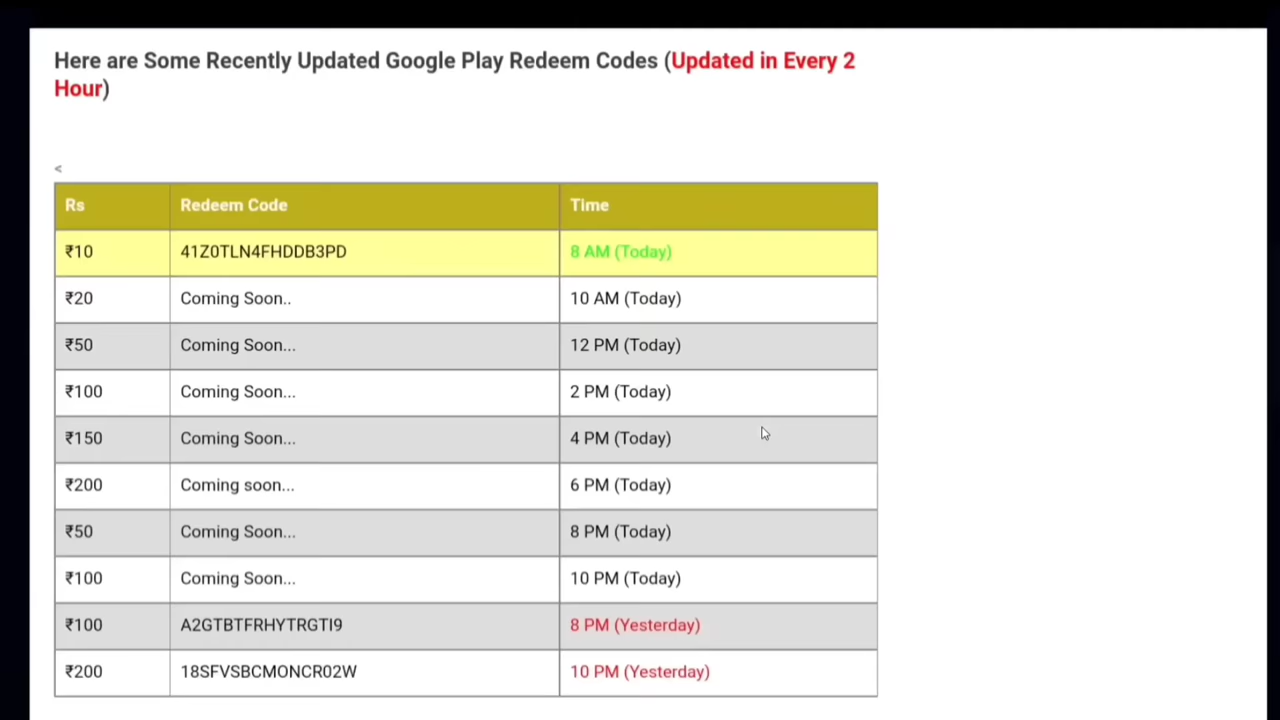 Here are Some Recently Updated Google Play Redeem Codes (Updated in Every 2
Hour)
<
Rs Redeem Code Time
₹10 41Z0TLN4FHDDB3PD 8 AM (Today)
₹20 Coming Soon.. 10 AM (Today)
₹50 Coming Soon... 12 PM (Today)
₹100 Coming Soon... 2 PM (Today)
₹150 Coming Soon... 4 PM (Today)
₹200 Coming soon... 6 PM (Today)
₹50 Coming Soon... 8 PM (Today)
₹100 Coming Soon... 10 PM (Today)
₹100 A2GTBTFRHYTRGTI9 8 PM (Yesterday)
₹200 18SFVSBCMONCR02W 10 PM (Yesterday)